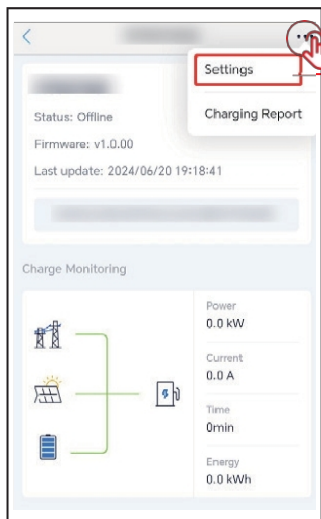 Settings
Charging Report
Status: Offline
Firmware: v1.0.00
Last update: 2024/06/20 19:18:41
Charge Monitoring
Power
0.0 kW
Current
0.0 A
Time
0min
Energy
0.0 kWh